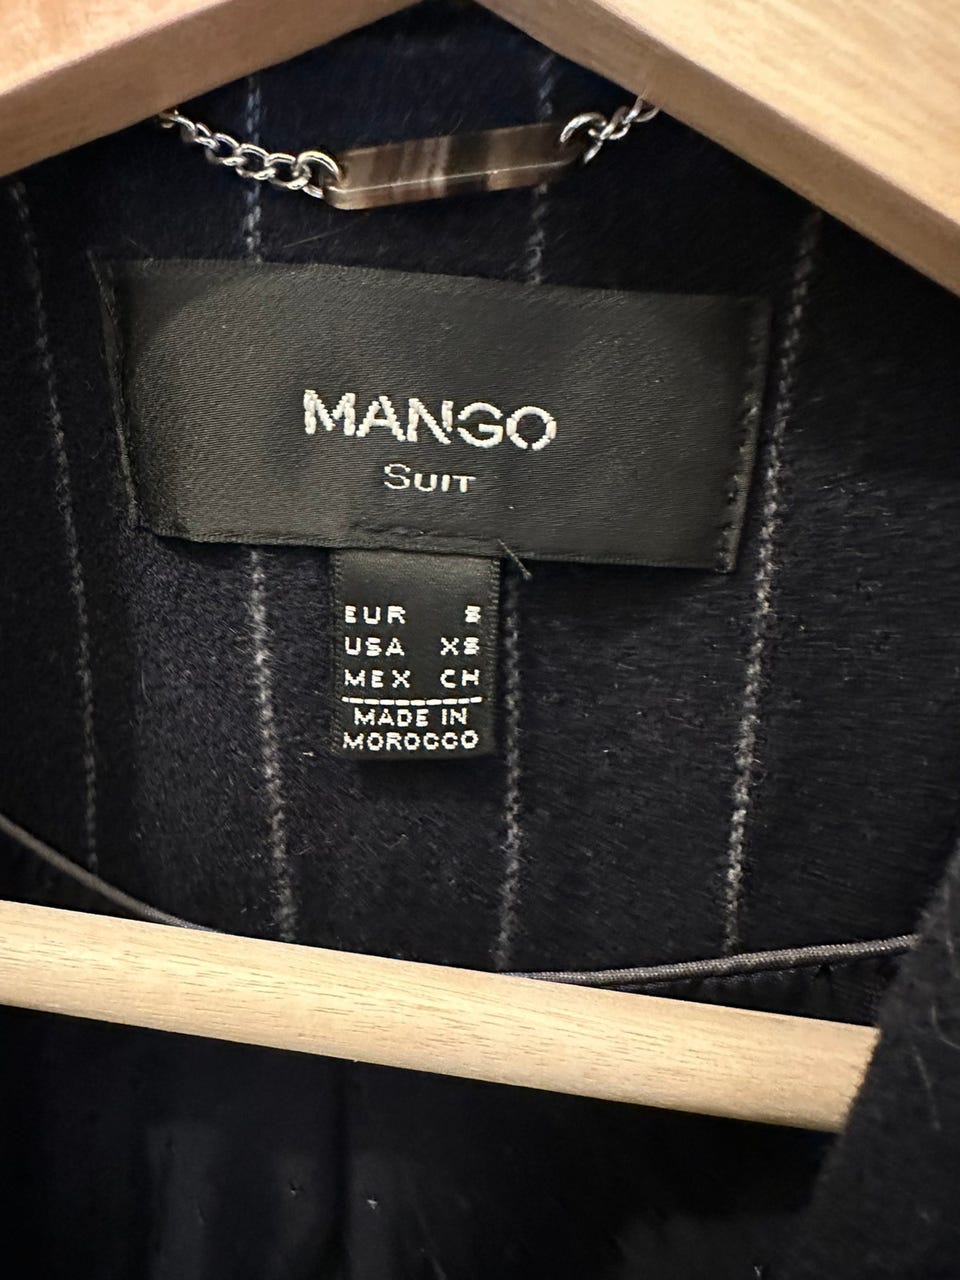 MANGO
SUIT
EUR S
USA XS
MEX CH
MADE IN
MOROCCO